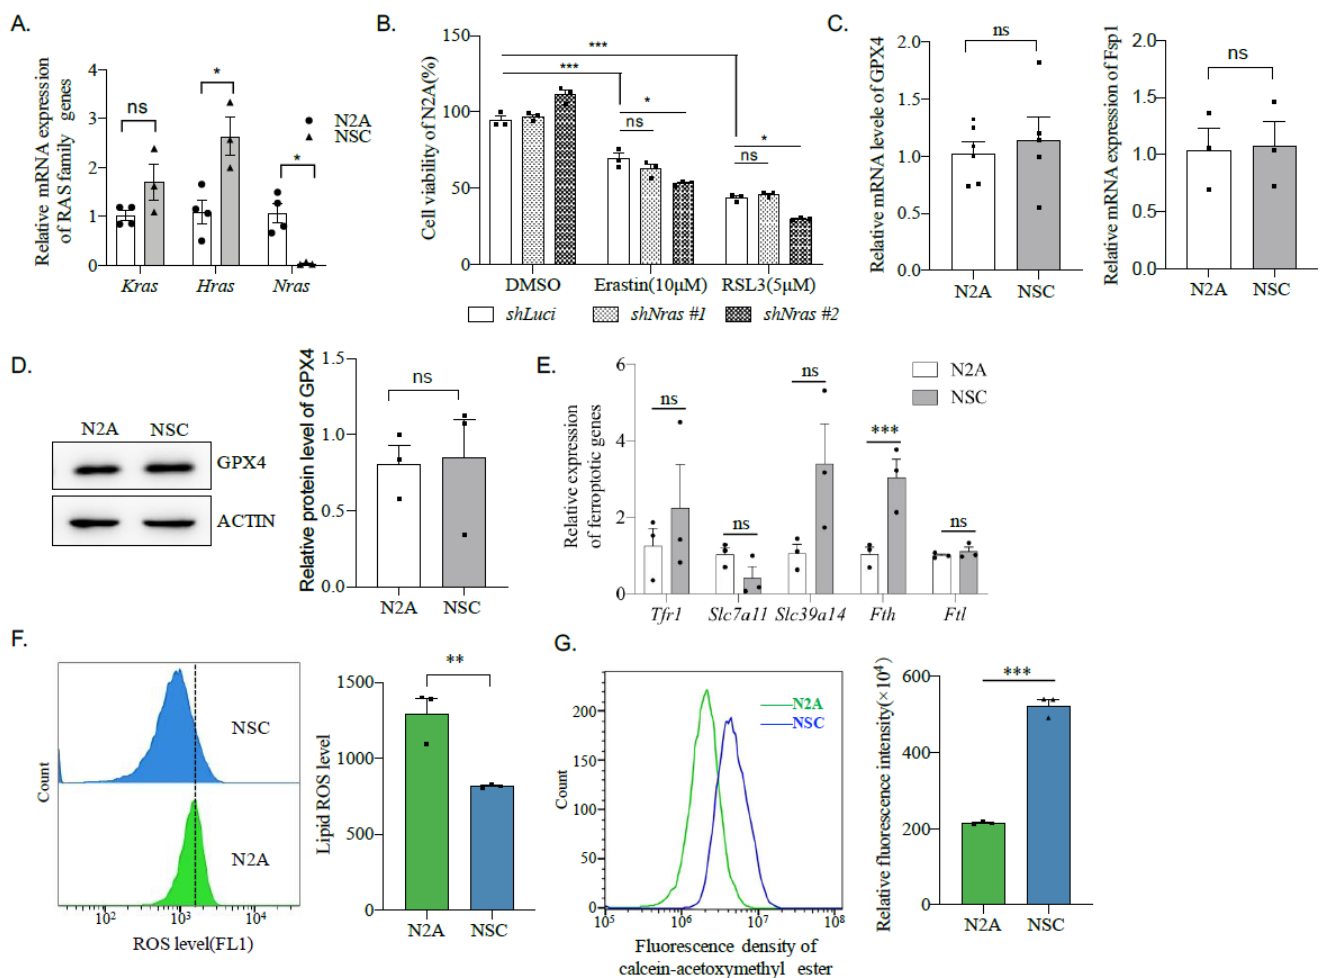 A.
Relative mRNA expression
of RAS family genes
4
3
2
1
0
ns
*
*
N2A
NSC
Kras
Hras
Nras
B.
Cell viability of N2A(%)
150
100
50
0
***
***
*
ns
*
ns
DMSO
Erastin(10μM)
RSL3(5μM)
shLuci
shNras #1
shNras #2
C.
Relative mRNA levele of GPX4
2.0
1.5
1.0
0.5
0.0
ns
N2A
NSC
Relative mRNA expression of Fsp1
2.0
1.5
1.0
0.5
0.0
ns
N2A
NSC
D.
N2A
NSC
GPX4
ACTIN
Relative protein level of GPX4
1.5
1.0
0.5
0.0
ns
N2A
NSC
E.
Relative expression
of ferroptotic genes
6
4
2
0
N2A
NSC
ns
ns
ns
***
ns
Tfr1
Slc7a11
Slc39a14
Fth
Ftl
F.
Count
NSC
N2A
10²
10³
10⁴
ROS level(FL1)
Lipid ROS level
1500
1000
500
0
**
N2A
NSC
G.
Count
200
150
100
50
0
N2A
NSC
10⁵
10⁶
10⁷
10⁸
Fluorescence density of
calcein-acetoxymethyl ester
Relative fluorescence intensity(×10⁴)
600
400
200
0
***
N2A
NSC